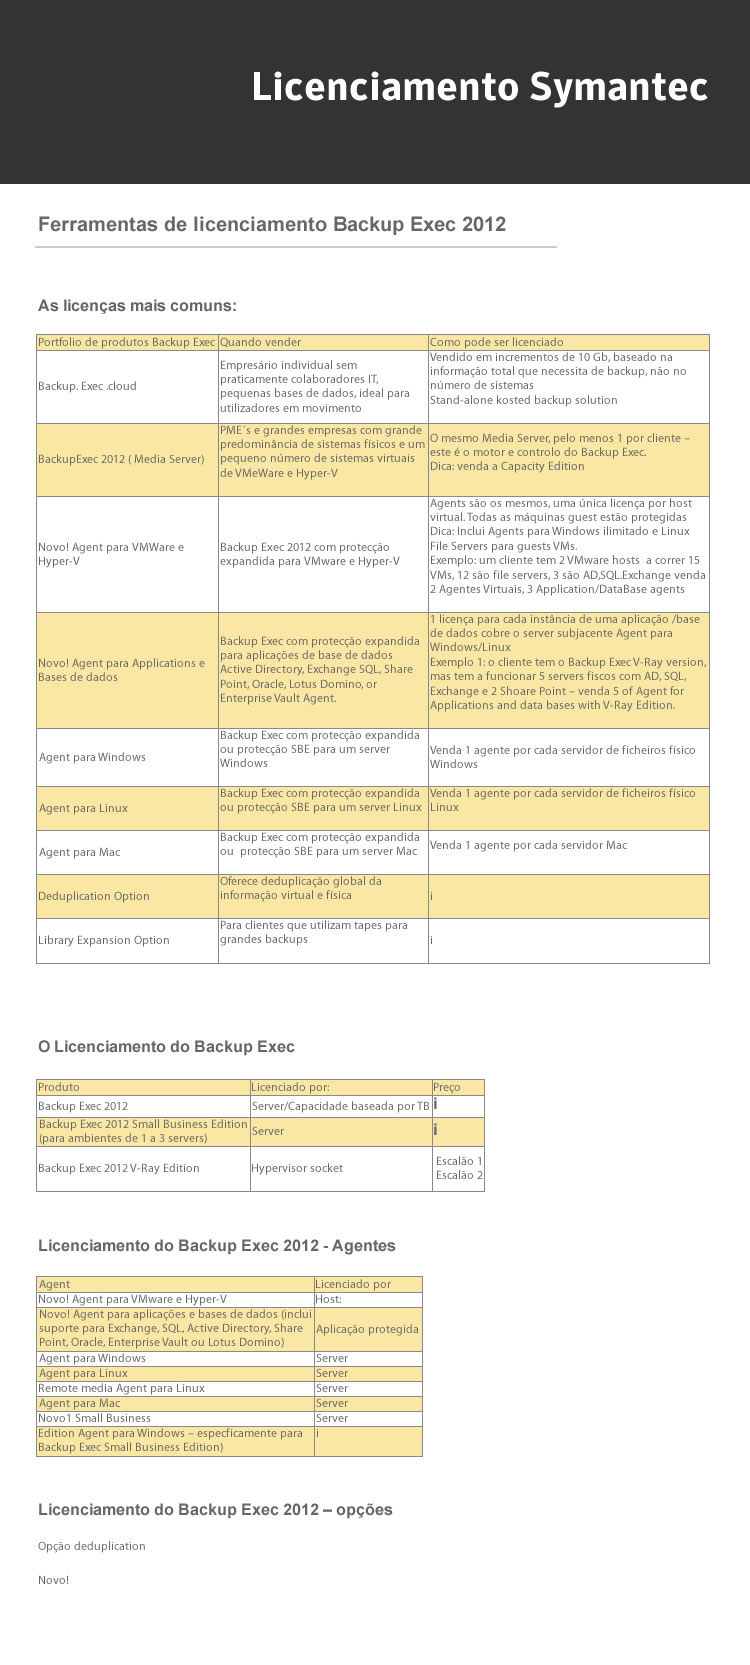 Licenciamento Symantec
Ferramentas de licenciamento Backup Exec 2012
As licenças mais comuns:
Portfolio de produtos Backup Exec Quando vender Como pode ser licenciado
Backup. Exec .cloud
Empresário individual sem
praticamente colaboradores IT,
pequenas bases de dados, ideal para
utilizadores em movimento
Vendido em incrementos de 10 Gb, baseado na
informação total que necessita de backup, não no
número de sistemas
Stand-alone kosted backup solution
BackupExec 2012 ( Media Server)
PME´s e grandes empresas com grande
predominância de sistemas físicos e um
pequeno número de sistemas virtuais
de VMeWare e Hyper-V
O mesmo Media Server, pelo menos 1 por cliente –
este é o motor e controlo do Backup Exec.
Dica: venda a Capacity Edition
Novo! Agent para VMWare e
Hyper-V
Backup Exec 2012 com protecção
expandida para VMware e Hyper-V
Agents são os mesmos, uma única licença por host
virtual. Todas as máquinas guest estão protegidas
Dica: Inclui Agents para Windows ilimitado e Linux
File Servers para guests VMs.
Exemplo: um cliente tem 2 VMware hosts  a correr 15
VMs, 12 são file servers, 3 são AD,SQL.Exchange venda
2 Agentes Virtuais, 3 Application/DataBase agents
Novo! Agent para Applications e
Bases de dados
Backup Exec com protecção expandida
para aplicações de base de dados
Active Directory, Exchange SQL, Share
Point, Oracle, Lotus Domino, or
Enterprise Vault Agent.
1 licença para cada instância de uma aplicação /base
de dados cobre o server subjacente Agent para
Windows/Linux
Exemplo 1: o cliente tem o Backup Exec V-Ray version,
mas tem a funcionar 5 servers fiscos com AD, SQL,
Exchange e 2 Shoare Point – venda 5 of Agent for
Applications and data bases with V-Ray Edition.
Agent para Windows
Backup Exec com protecção expandida
ou protecção SBE para um server
Windows
Venda 1 agente por cada servidor de ficheiros físico
Windows
Agent para Linux
Backup Exec com protecção expandida
ou protecção SBE para um server Linux
Venda 1 agente por cada servidor de ficheiros físico
Linux
Agent para Mac
Backup Exec com protecção expandida
ou  protecção SBE para um server Mac
Venda 1 agente por cada servidor Mac
Deduplication Option
Oferece deduplicação global da
informação virtual e física
i
Library Expansion Option
Para clientes que utilizam tapes para
grandes backups
i
O Licenciamento do Backup Exec
Produto Licenciado por: Preço
Backup Exec 2012 Server/Capacidade baseada por TB i
Backup Exec 2012 Small Business Edition
(para ambientes de 1 a 3 servers)
Server
i
Backup Exec 2012 V-Ray Edition
Hypervisor socket
Escalão 1
Escalão 2
Licenciamento do Backup Exec 2012 - Agentes
Agent Licenciado por
Novo! Agent para VMware e Hyper-V Host:
Novo! Agent para aplicações e bases de dados (inclui
suporte para Exchange, SQL, Active Directory, Share
Point, Oracle, Enterprise Vault ou Lotus Domino)
Aplicação protegida
Agent para Windows Server
Agent para Linux Server
Remote media Agent para Linux Server
Agent para Mac Server
Novo1 Small Business Server
Edition Agent para Windows – especficamente para
Backup Exec Small Business Edition)
i
Licenciamento do Backup Exec 2012 – opções
Opção deduplication
Novo!